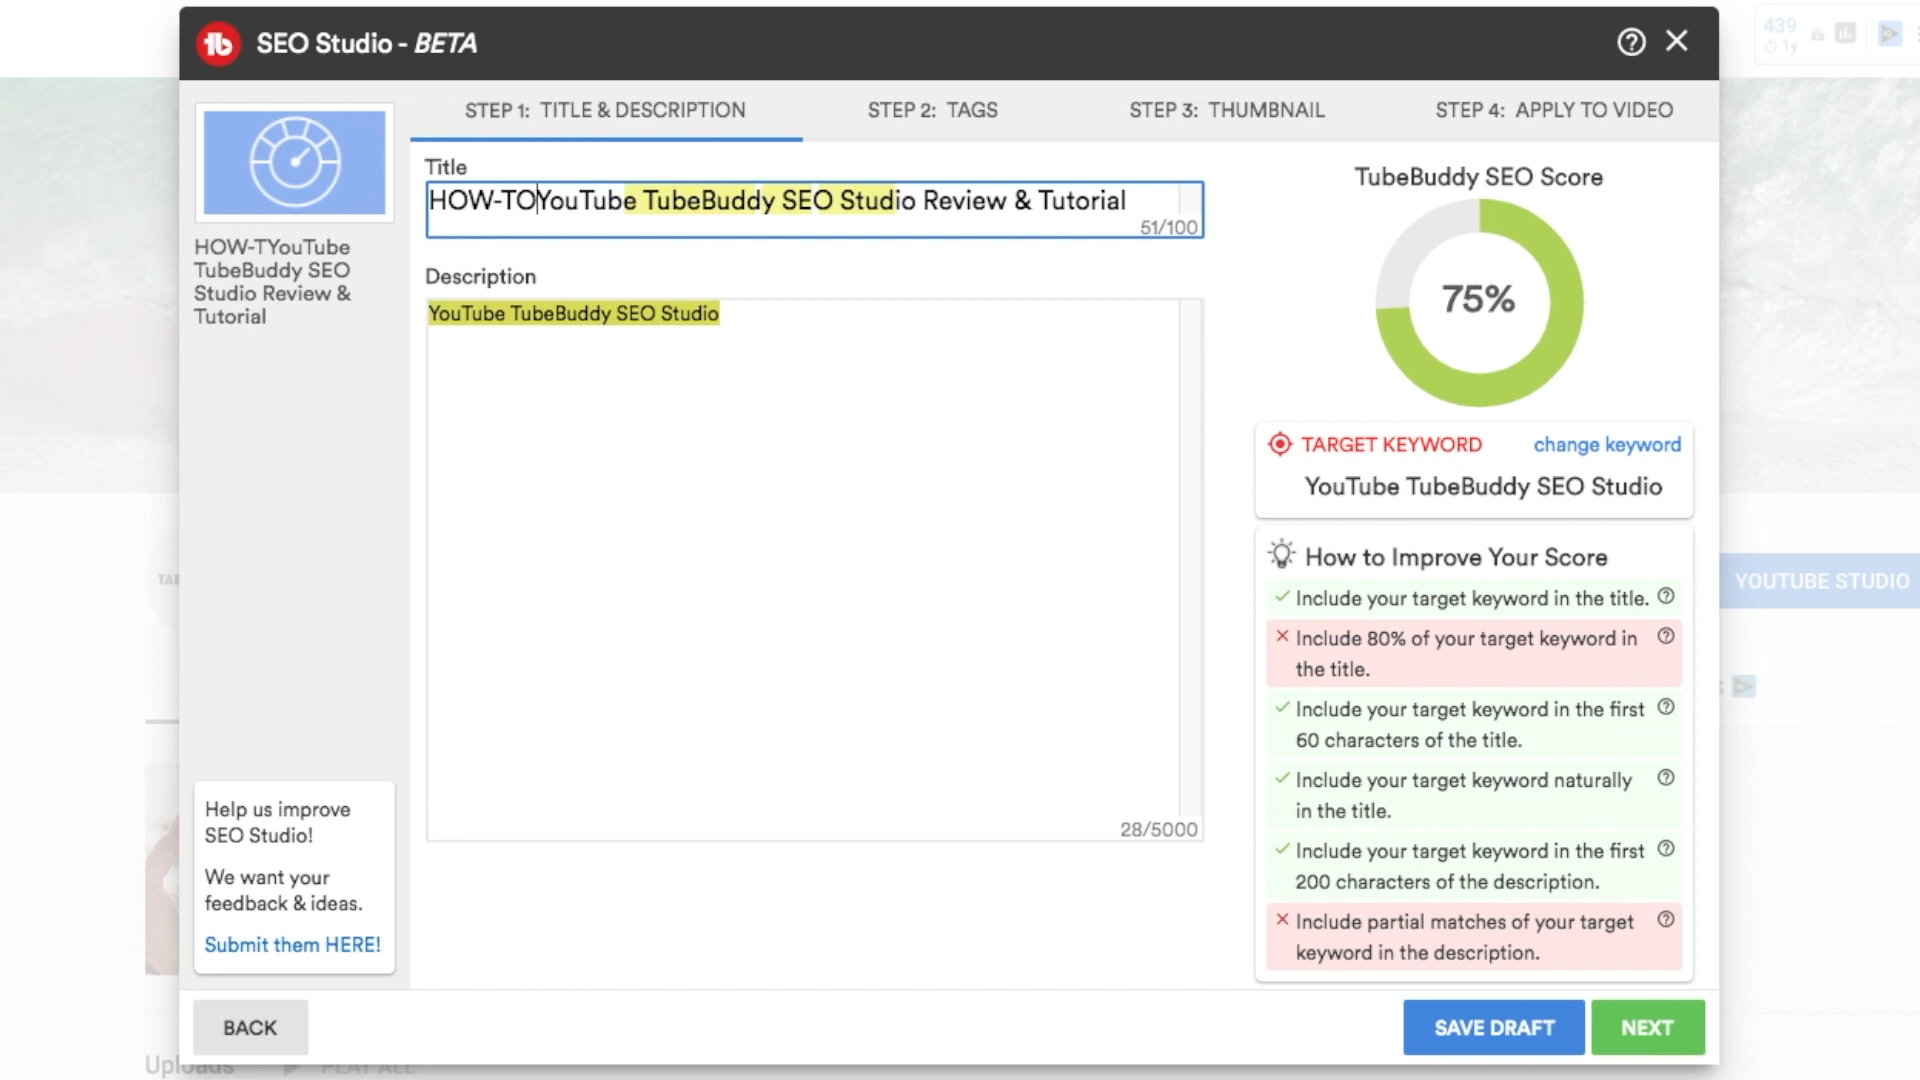 SEO Studio - BETA
439
1y
STEP 1: TITLE & DESCRIPTION
STEP 2: TAGS
STEP 3: THUMBNAIL
STEP 4: APPLY TO VIDEO
HOW-TYouTube
TubeBuddy SEO
Studio Review &
Tutorial
Title
HOW-TOYouTube TubeBuddy SEO Studio Review & Tutorial
51/100
Description
YouTube TubeBuddy SEO Studio
28/5000
TubeBuddy SEO Score
75%
TARGET KEYWORD
change keyword
YouTube TubeBuddy SEO Studio
How to Improve Your Score
Include your target keyword in the title.
Include 80% of your target keyword in
the title.
Include your target keyword in the first
60 characters of the title.
Include your target keyword naturally
in the title.
Include your target keyword in the first
200 characters of the description.
Include partial matches of your target
keyword in the description.
YOUTUBE STUDIO
Help us improve
SEO Studio!
We want your
feedback & ideas.
Submit them HERE!
BACK
SAVE DRAFT
NEXT
Uploads
PLAY ALL